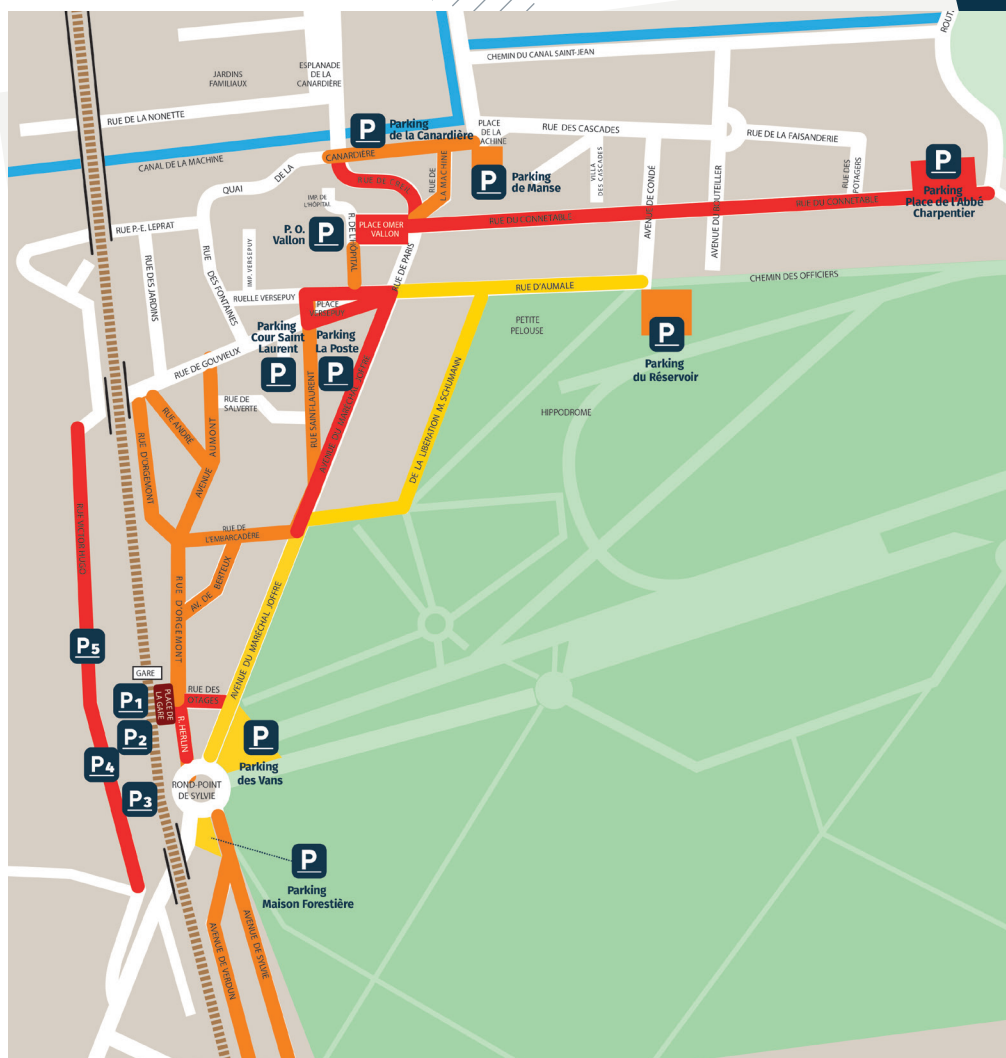 ROUT
CHEMIN DU CANAL SAINT-JEAN
ESPLANADE
DE LA
CANARDIÈRE
JARDINS
FAMILIAUX
RUE DE LA NONETTE
P
Parking
de la Canardière
PLACE
DE LA
MACHINE
RUE DES CASCADES
RUE DE LA FAISANDERIE
CANAL DE LA MACHINE
QUAI
DE LA
CANARDIÈRE
RUE DE
LA MACHINE
P
Parking
de Manse
VILLA
DES CASCADES
RUE DES
POTAGERS
P
Parking
Place de l'Abbé
Charpentier
IMP. DE
L'HÔPITAL
RUE P.-E. LEPRAT
P. O.
Vallon
P
R. DE L'HÔPITAL
PLACE OMER
VALLON
RUE DU CONNETABLE
RUE DU CONNETABLE
AVENUE DE CONDÉ
AVENUE DU BOUTEILLER
RUE DE PARIS
RUE DES JARDINS
RUE
DES FONTAINES
IMP. VERSEPUY
RUELLE VERSEPUY
PLACE
VERSEPUY
RUE D'AUMALE
CHEMIN DES OFFICIERS
PETITE
PELOUSE
P
Parking
du Réservoir
Parking
Cour Saint
Laurent
P
Parking
La Poste
P
RUE DE GOUVIEUX
RUE DE
SALVERTE
RUE SAINT-LAURENT
AVENUE DU MARÉCHAL JOFFRE
DE LA LIBÉRATION M. SCHUMANN
HIPPODROME
RUE ANDRE
AVENUE
AUMONT
RUE D'ORGEMONT
RUE VICTOR HUGO
RUE DE
L'EMBARCADÈRE
AV. DE BERTEUX
RUE D'ORGEMONT
AVENUE DU MARÉCHAL JOFFRE
P5
GARE
P1
PLACE DE
LA GARE
RUE DES
OTAGES
R. HERLIN
P2
P4
P3
P
Parking
des Vans
ROND-POINT
DE SYLVIE
P
Parking
Maison Forestière
AVENUE DE VERDUN
AVENUE DE SYLVIE